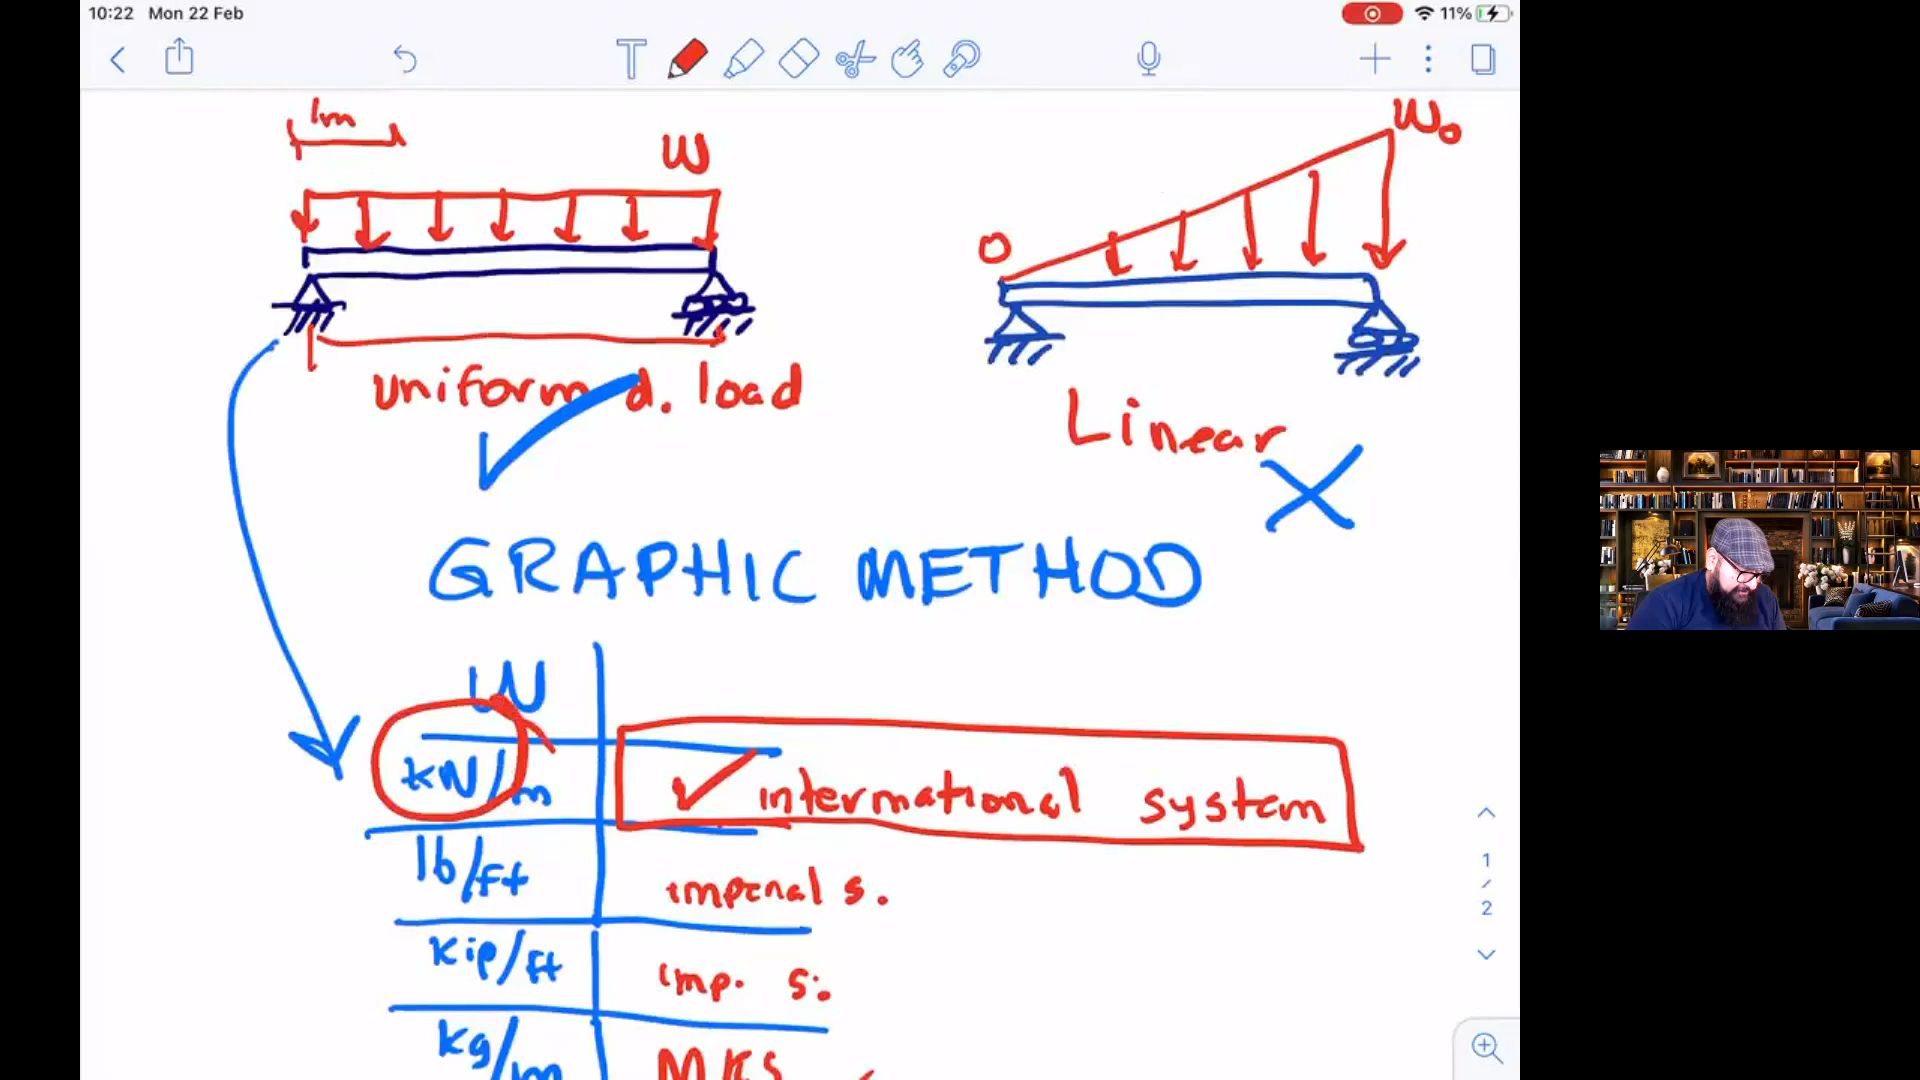 10:22 Mon 22 Feb
11%
T
1m
W
W₀
O
uniform d. load
Linear
GRAPHIC METHOD
W
kN/m international system
lb/ft imperial s.
kip/ft imp. s.
kg/m MKS
1
2